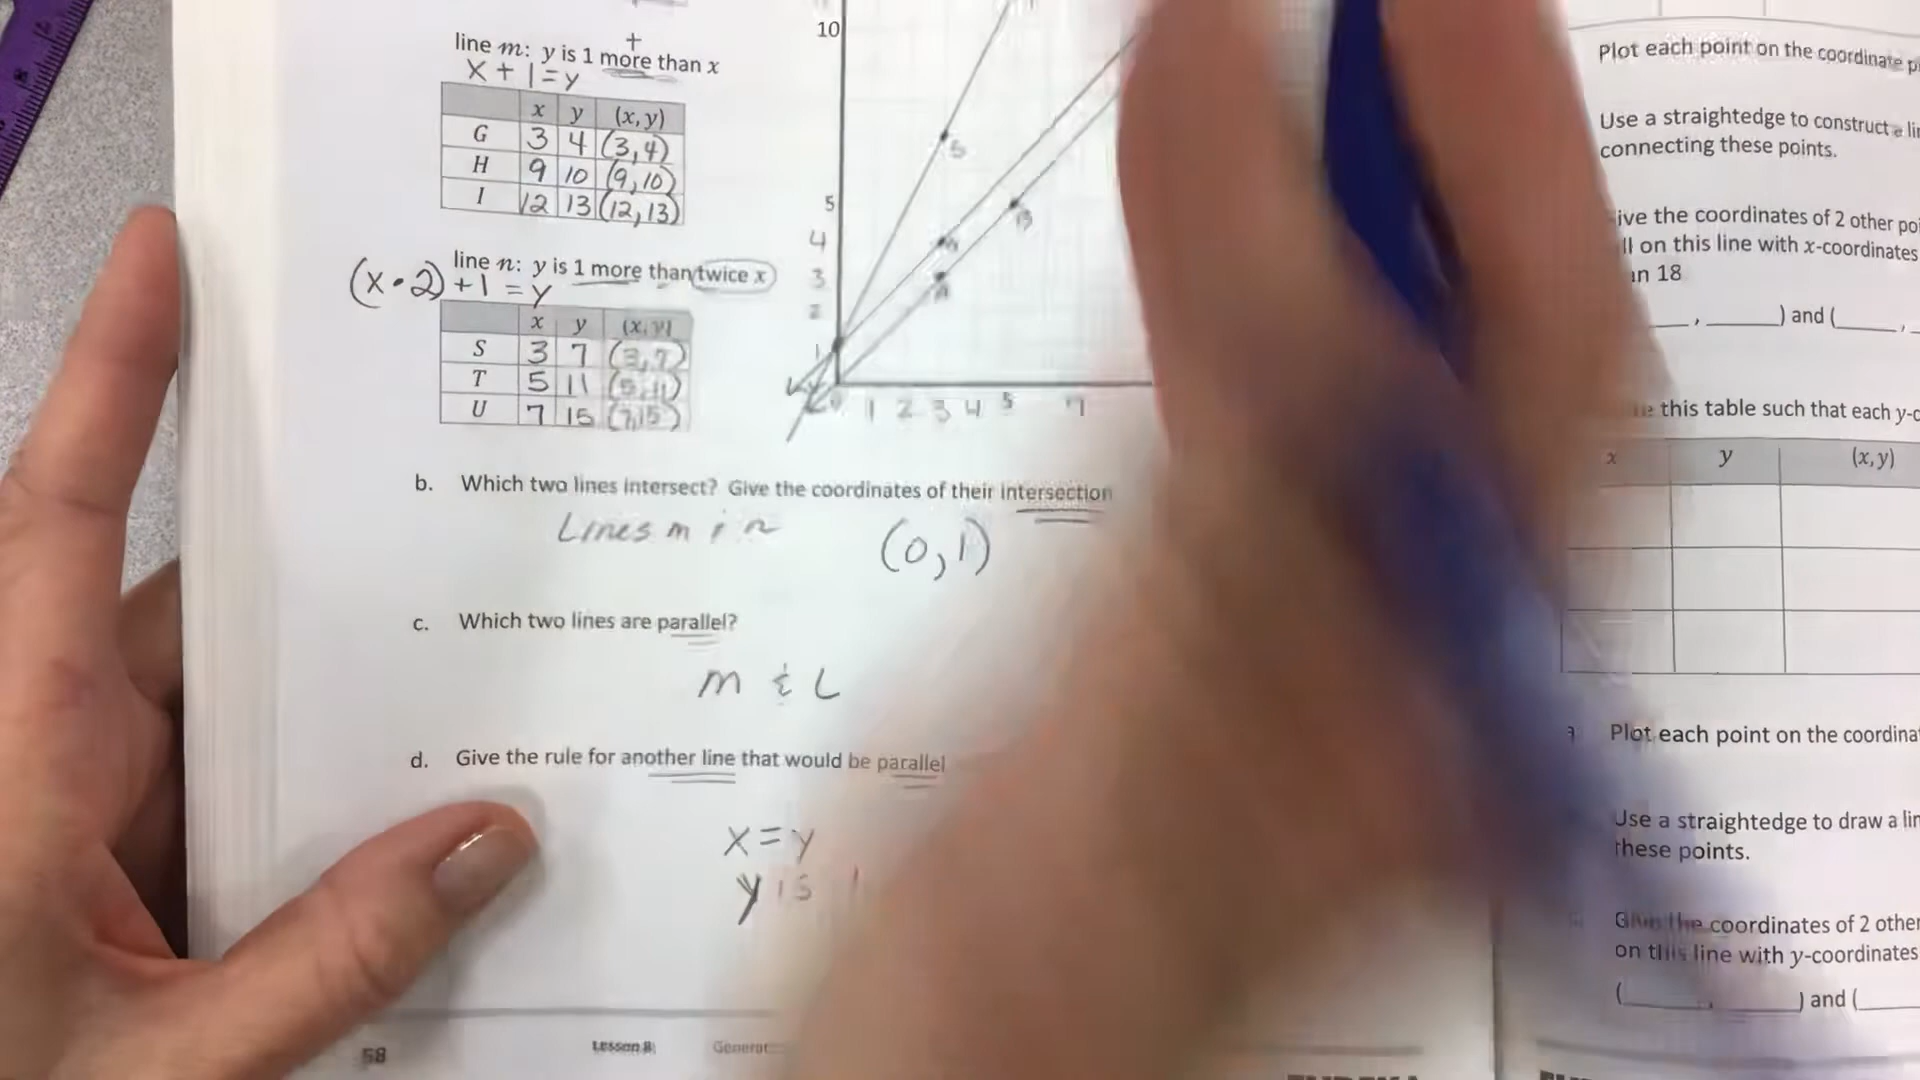 10
+
line m: y is 1 more than x
x + 1 = y
x y (x, y)
G 3 4 (3,4)
H 9 10 (9,10)
I 12 13 (12,13)
line n: y is 1 more than twice x
(x • 2) + 1 = y
x y (x, y)
S 3 7 (3,7)
T 5 11 (5,11)
U 7 15 (7,15)
5
4
3
2
1
S
B
A
1 2 3 4 5 7
b. Which two lines intersect? Give the coordinates of their intersection
Lines m & n (0,1)
c. Which two lines are parallel?
m & L
d. Give the rule for another line that would be parallel
x = y
y is
58 Lesson 8:
Plot each point on the coordinate
Use a straightedge to construct a
connecting these points.
ive the coordinates of 2 other
ll on this line with x-coordinates
an 18
, ) and ( ,
this table such that each
x y (x, y)
Plot each point on the
Use a straightedge to draw a
these points.
Give the coordinates of 2 other
on this line with y-coordinates
( , ) and (